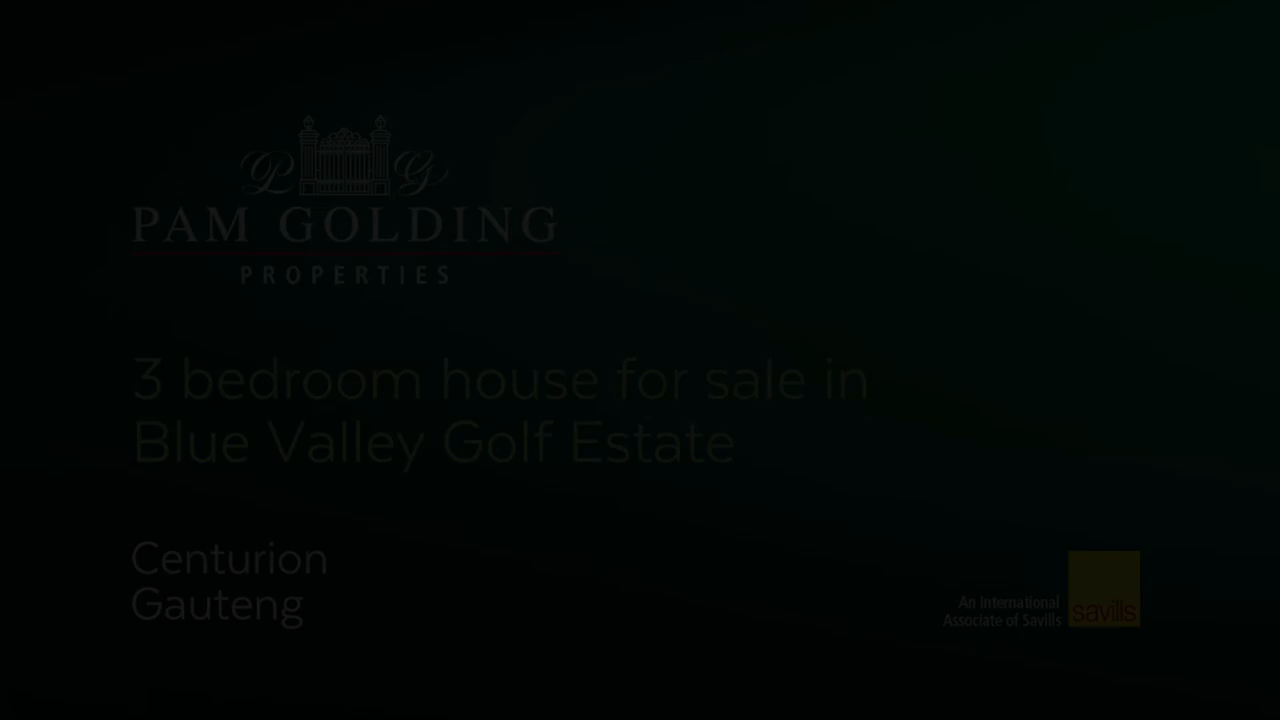 P G
PAM GOLDING
PROPERTIES
3 bedroom house for sale in
Blue Valley Golf Estate
Centurion
Gauteng
An International
Associate of Savills
savills